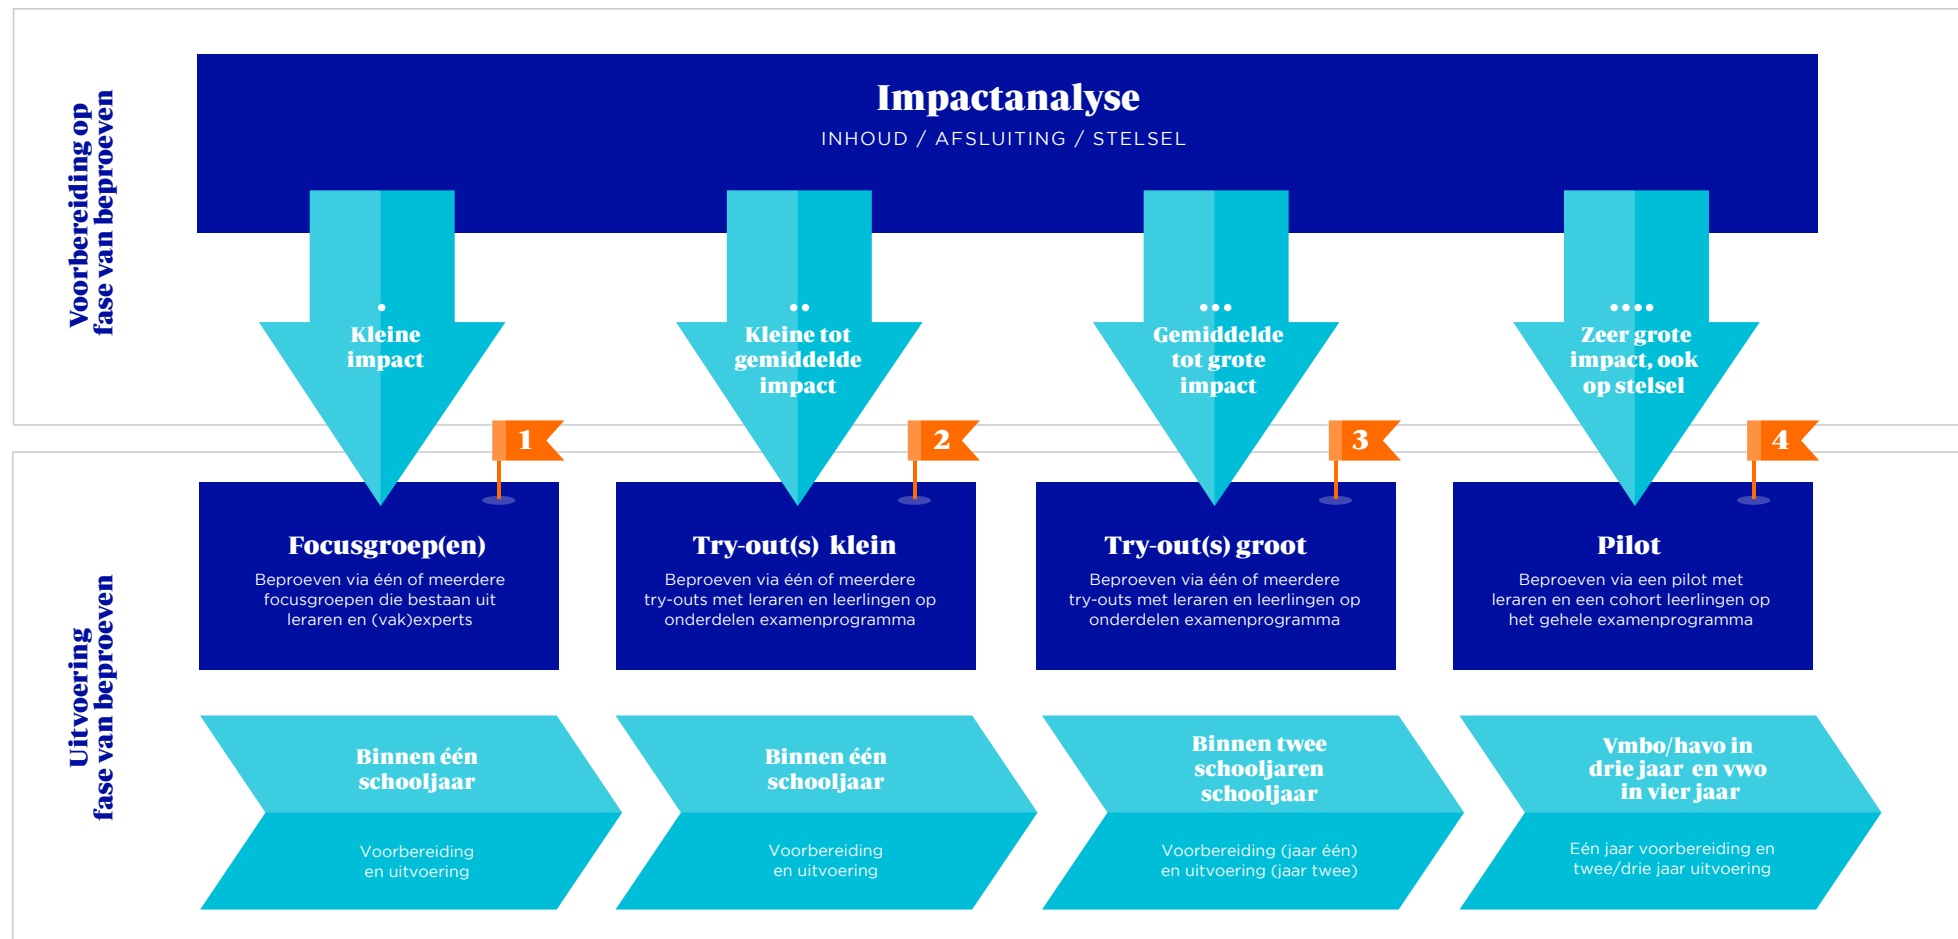 Voorbereiding op
fase van beproeven
Impactanalyse
INHOUD / AFSLUITING / STELSEL
Kleine
impact
Kleine tot
gemiddelde
impact
Gemiddelde
tot grote
impact
Zeer grote
impact, ook
op stelsel
Uitvoering
fase van beproeven
1
Focusgroep(en)
Beproeven via één of meerdere
focusgroepen die bestaan uit
leraren en (vak)experts
2
Try-out(s) klein
Beproeven via één of meerdere
try-outs met leraren en leerlingen op
onderdelen examenprogramma
3
Try-out(s) groot
Beproeven via één of meerdere
try-outs met leraren en leerlingen op
onderdelen examenprogramma
4
Pilot
Beproeven via een pilot met
leraren en een cohort leerlingen op
het gehele examenprogramma
Binnen één
schooljaar
Voorbereiding
en uitvoering
Binnen één
schooljaar
Voorbereiding
en uitvoering
Binnen twee
schooljaren
schooljaar
Voorbereiding (jaar één)
en uitvoering (jaar twee)
Vmbo/havo in
drie jaar en vwo
in vier jaar
Eén jaar voorbereiding en
twee/drie jaar uitvoering